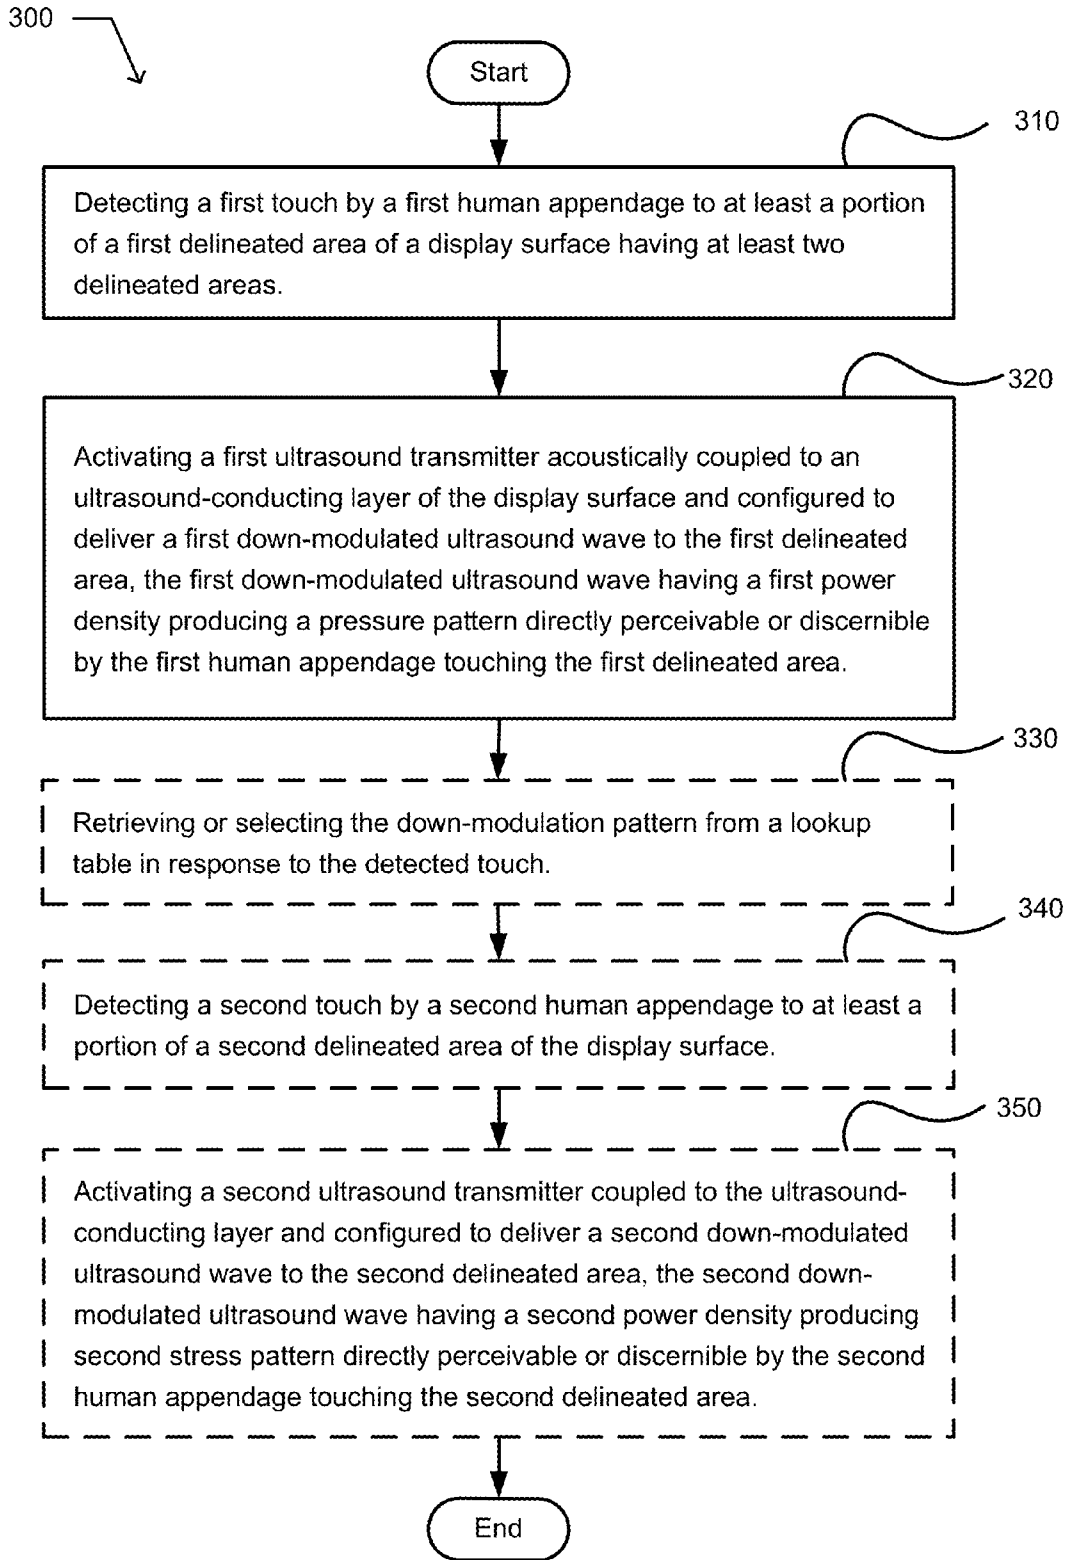 300
Start
310
Detecting a first touch by a first human appendage to at least a portion
of a first delineated area of a display surface having at least two
delineated areas.
320
Activating a first ultrasound transmitter acoustically coupled to an
ultrasound-conducting layer of the display surface and configured to
deliver a first down-modulated ultrasound wave to the first delineated
area, the first down-modulated ultrasound wave having a first power
density producing a pressure pattern directly perceivable or discernible
by the first human appendage touching the first delineated area.
330
Retrieving or selecting the down-modulation pattern from a lookup
table in response to the detected touch.
340
Detecting a second touch by a second human appendage to at least a
portion of a second delineated area of the display surface.
350
Activating a second ultrasound transmitter coupled to the ultrasound-
conducting layer and configured to deliver a second down-modulated
ultrasound wave to the second delineated area, the second down-
modulated ultrasound wave having a second power density producing
second stress pattern directly perceivable or discernible by the second
human appendage touching the second delineated area.
End